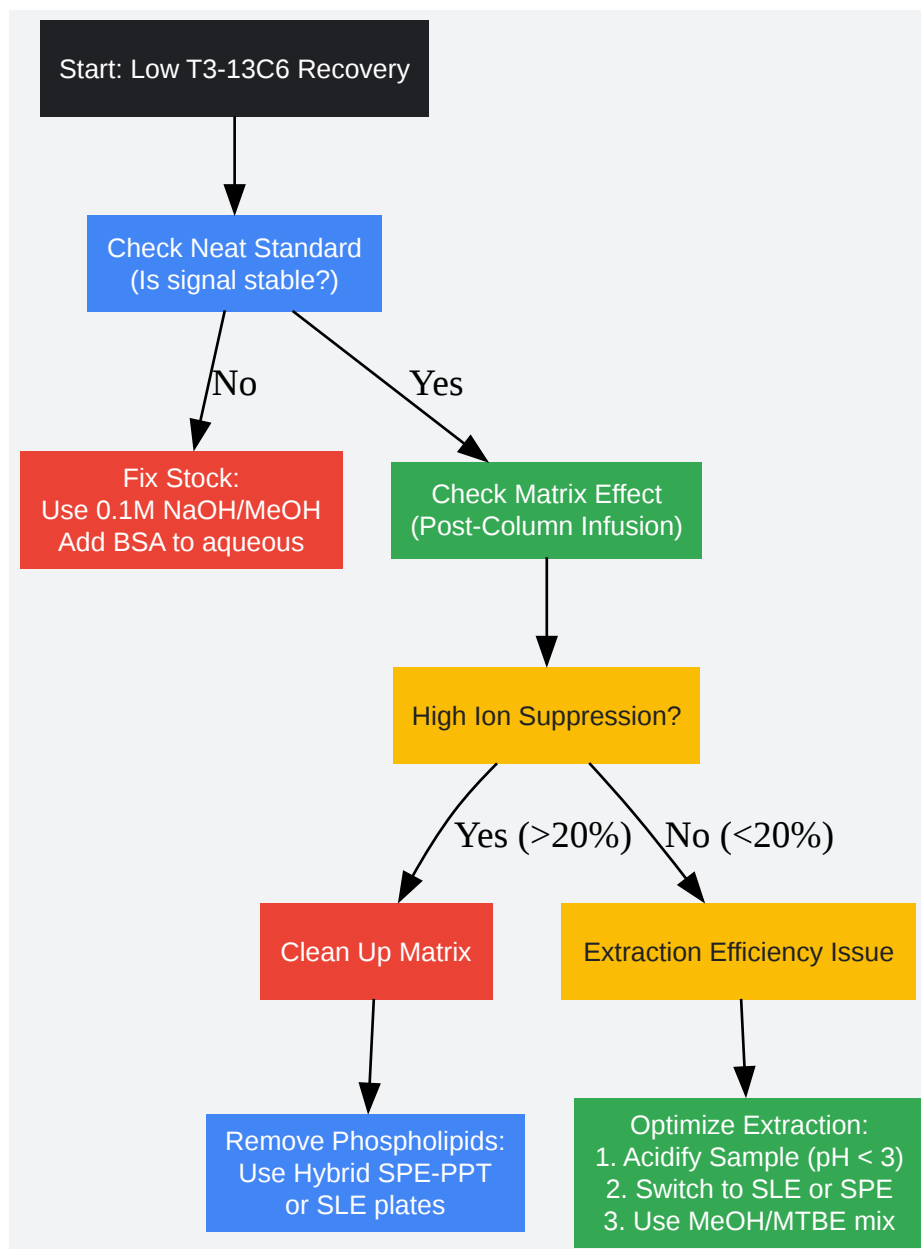 Start: Low T3-13C6 Recovery
Check Neat Standard
(Is signal stable?)
No
Yes
Fix Stock:
Use 0.1M NaOH/MeOH
Add BSA to aqueous
Check Matrix Effect
(Post-Column Infusion)
High Ion Suppression?
Yes (>20%)
No (<20%)
Clean Up Matrix
Extraction Efficiency Issue
Remove Phospholipids:
Use Hybrid SPE-PPT
or SLE plates
Optimize Extraction:
1. Acidify Sample (pH < 3)
2. Switch to SLE or SPE
3. Use MeOH/MTBE mix